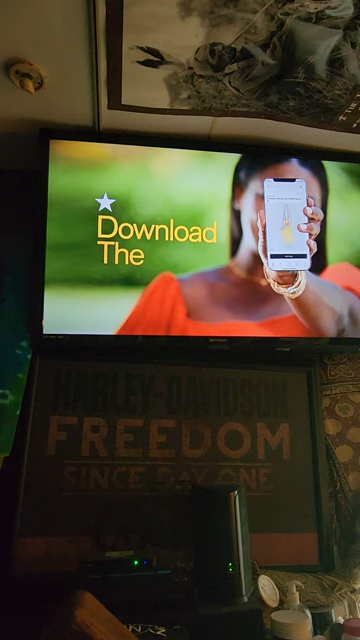 Download
The
HARLEY-DAVIDSON
FREEDOM
SINCE DAY ONE